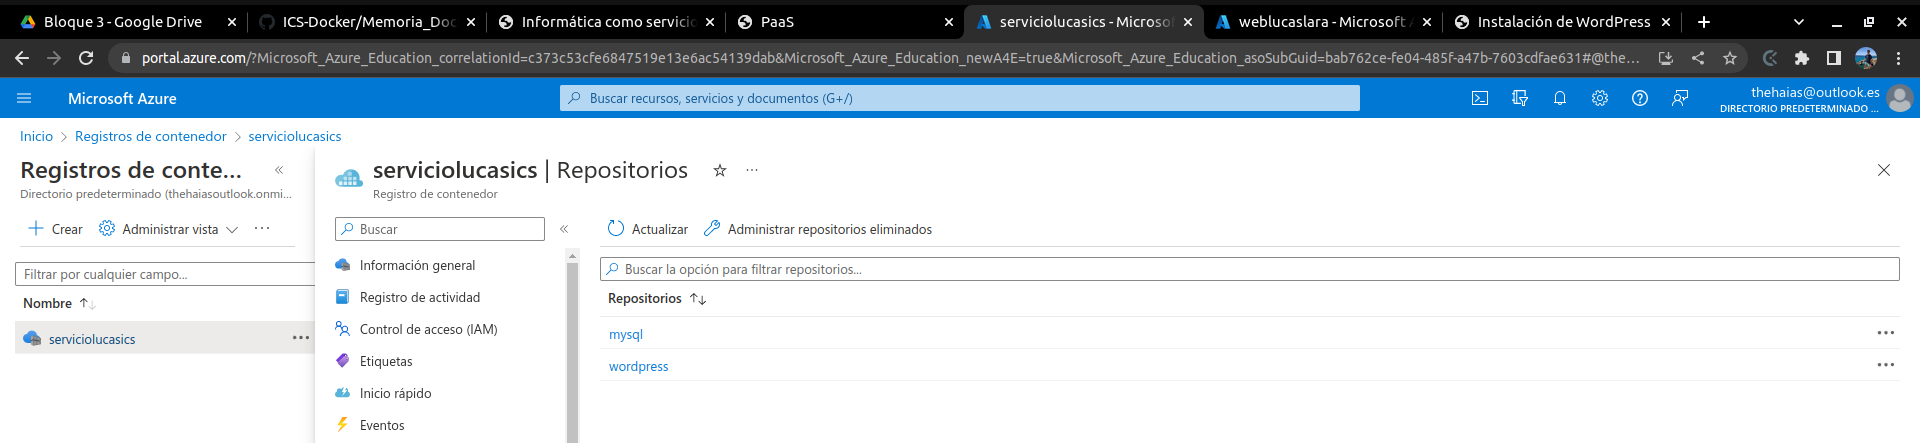 Bloque 3 - Google Drive
ICS-Docker/Memoria_Doc
Informática como servicio
PaaS
serviciolucasics - Microsof
weblucaslara - Microsoft A
Instalación de WordPress
portal.azure.com/?Microsoft_Azure_Education_correlationId=c373c53cfe6847519e13e6ac54139dab&Microsoft_Azure_Education_newA4E=true&Microsoft_Azure_Education_asoSubGuid=bab762ce-fe04-485f-a47b-7603cdfae631#@the...
Microsoft Azure
Buscar recursos, servicios y documentos (G+/)
thehaias@outlook.es
DIRECTORIO PREDETERMINADO ...
Inicio > Registros de contenedor > serviciolucasics
Registros de conte...
Directorio predeterminado (thehaiasoutlook.onmi...
Crear
Administrar vista
Filtrar por cualquier campo...
Nombre
serviciolucasics
serviciolucasics | Repositorios
Registro de contenedor
Buscar
Información general
Registro de actividad
Control de acceso (IAM)
Etiquetas
Inicio rápido
Eventos
Actualizar
Administrar repositorios eliminados
Buscar la opción para filtrar repositorios...
Repositorios
mysql
wordpress